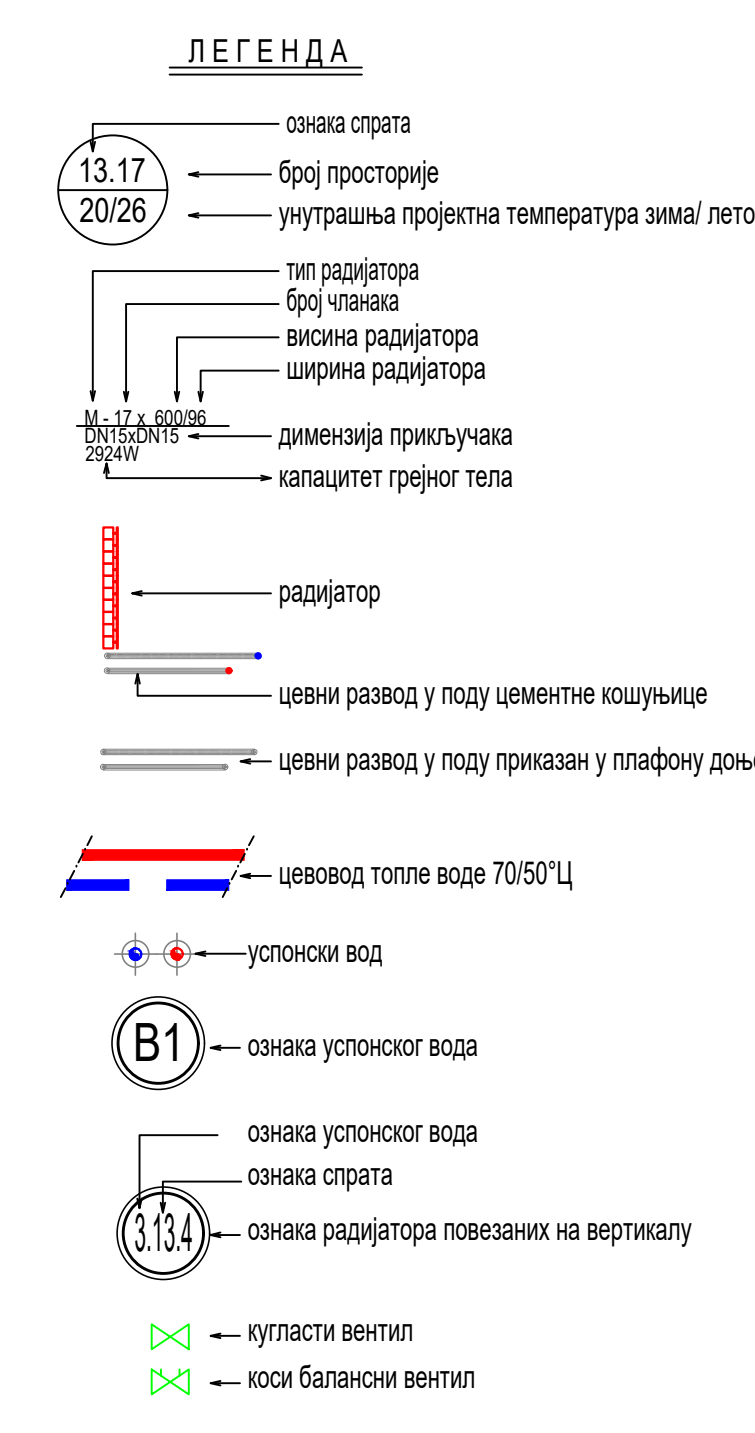 ЛЕГЕНДА
ознака спрата
13.17
број просторије
20/26
унутрашња пројектна температура зима/ лето
тип радијатора
број чланака
висина радијатора
ширина радијатора
M - 17 x 600/96
DN15xDN15
димензија прикључака
2924W
капацитет грејног тела
радијатор
цевни развод у поду цементне кошуњице
цевни развод у поду приказан у плафону
цевовод топле воде 70/50°Ц
успонски вод
В1
ознака успонског вода
ознака успонског вода
ознака спрата
3.13.4
ознака радијатора повезаних на вертикалу
кугласти вентил
коси балансни вентил